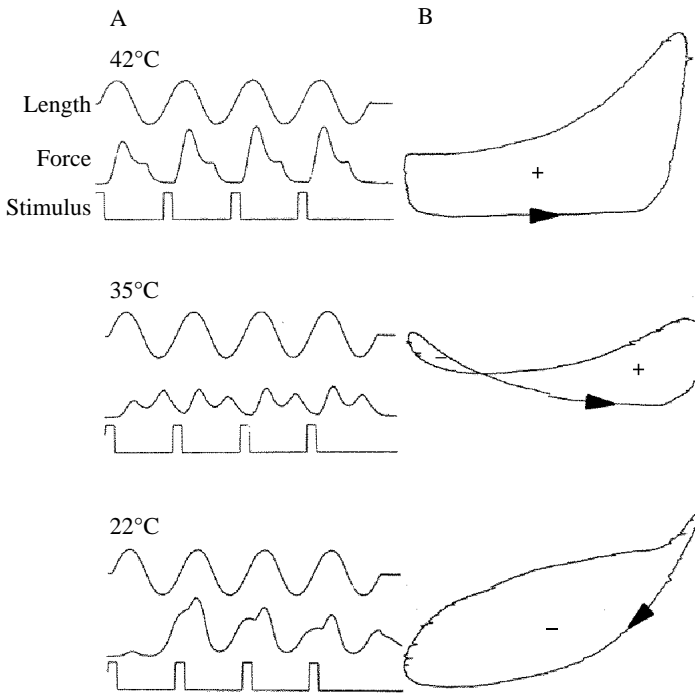 A
B
42°C
Length
Force
Stimulus
+
35°C
–
+
22°C
–